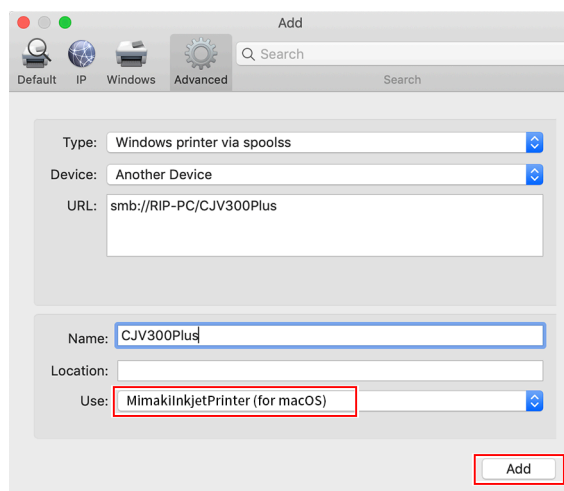 Add
Search
Default IP Windows Advanced Search
Type: Windows printer via spoolss
Device: Another Device
URL: smb://RIP-PC/CJV300Plus
Name: CJV300Plus
Location:
Use: MimakiInkjetPrinter (for macOS)
Add